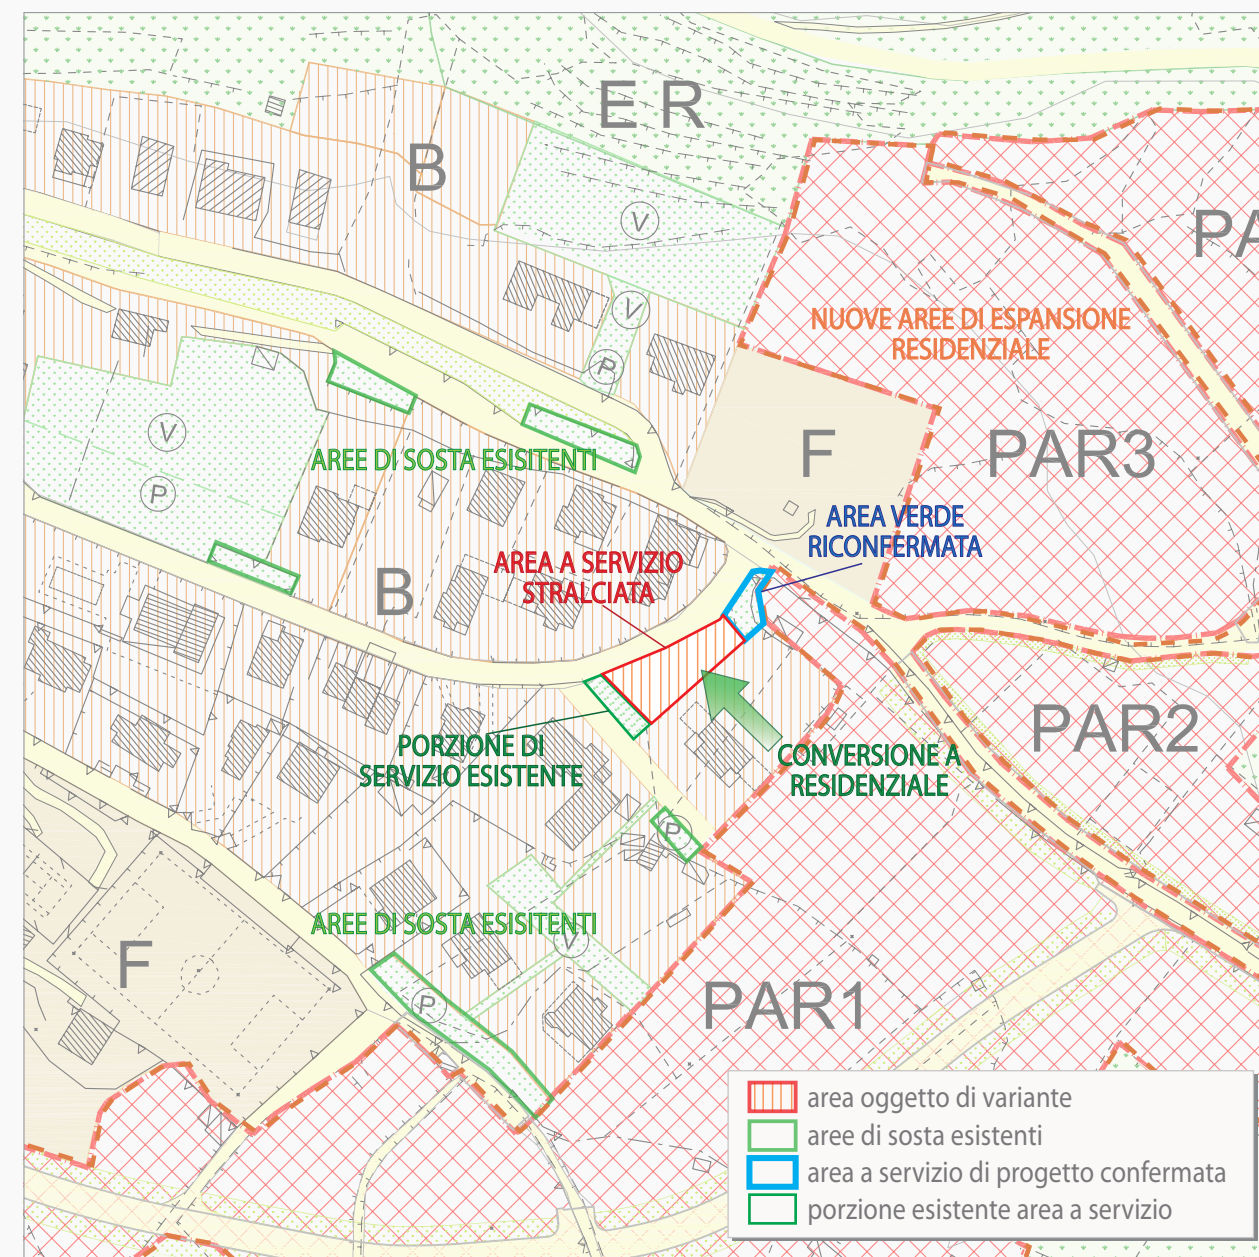 E R
B
V
PA
V
NUOVE AREE DI ESPANSIONE
RESIDENZIALE
P
V
AREE DI SOSTA ESISITENTI
F
PAR3
P
AREA VERDE
RICONFERMATA
AREA A SERVIZIO
STRALCIATA
B
PAR2
PORZIONE DI
SERVIZIO ESISTENTE
CONVERSIONE A
RESIDENZIALE
P
AREE DI SOSTA ESISITENTI
V
F
P
PAR1
area oggetto di variante
aree di sosta esistenti
area a servizio di progetto confermata
porzione esistente area a servizio